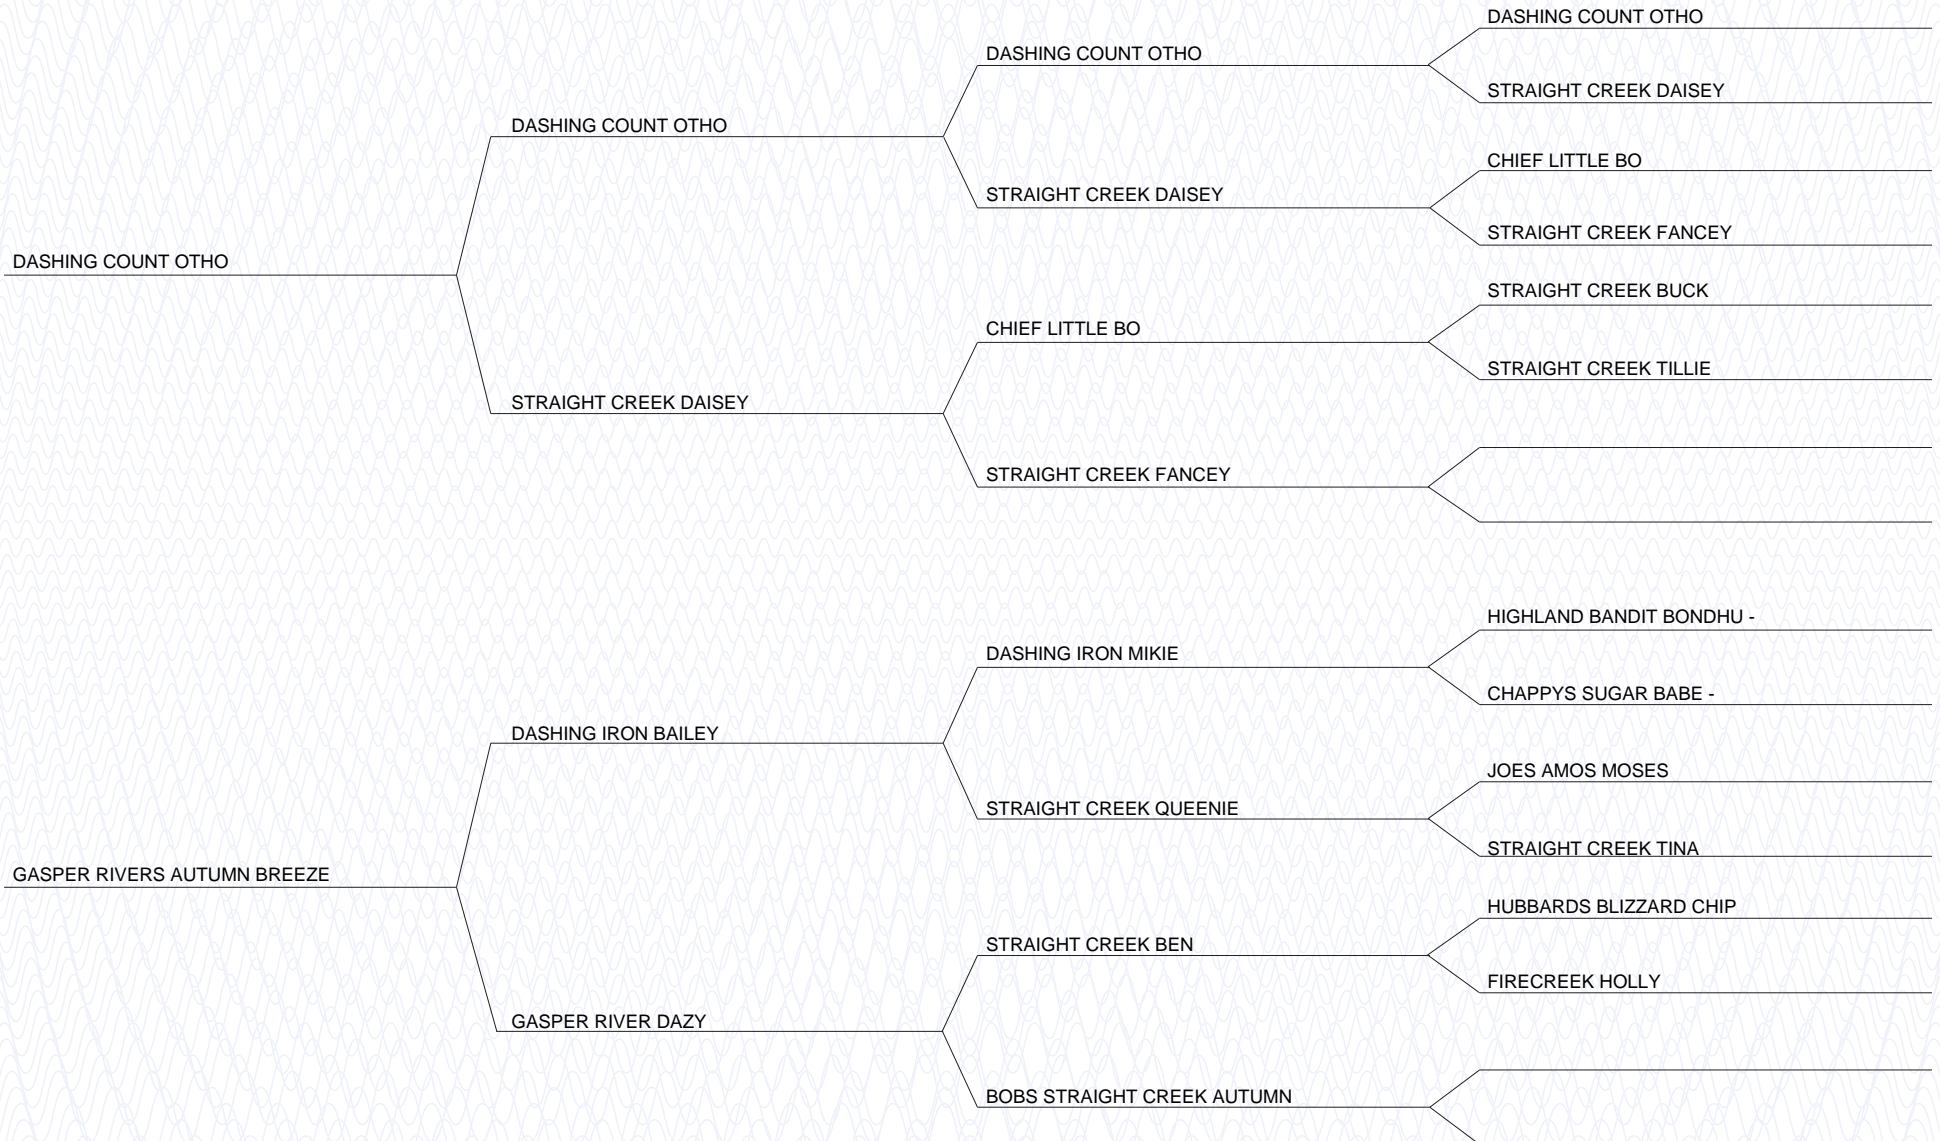 DASHING COUNT OTHO
DASHING COUNT OTHO
DASHING COUNT OTHO
STRAIGHT CREEK DAISEY
DASHING COUNT OTHO
CHIEF LITTLE BO
STRAIGHT CREEK DAISEY
STRAIGHT CREEK FANCEY
DASHING COUNT OTHO
STRAIGHT CREEK BUCK
CHIEF LITTLE BO
STRAIGHT CREEK TILLIE
STRAIGHT CREEK DAISEY
STRAIGHT CREEK FANCEY
HIGHLAND BANDIT BONDHU -
DASHING IRON MIKIE
CHAPPYS SUGAR BABE -
DASHING IRON BAILEY
JOES AMOS MOSES
STRAIGHT CREEK QUEENIE
STRAIGHT CREEK TINA
GASPER RIVERS AUTUMN BREEZE
HUBBARDS BLIZZARD CHIP
STRAIGHT CREEK BEN
FIRECREEK HOLLY
GASPER RIVER DAZY
BOBS STRAIGHT CREEK AUTUMN